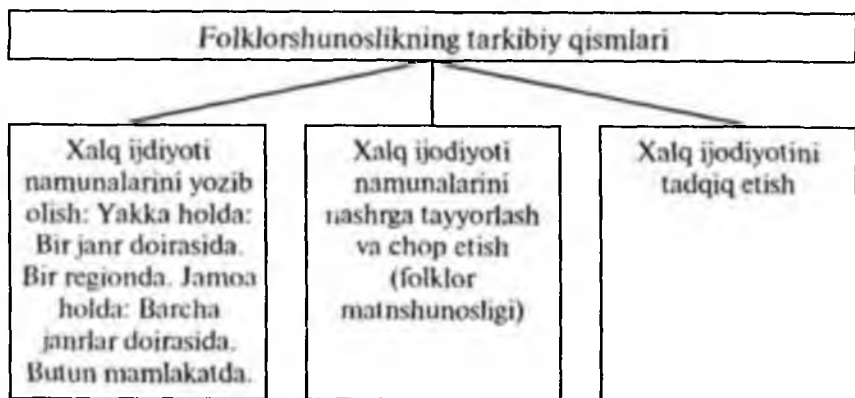 Folklorshunoslikning tarkibiy qismlari
Xalq ijdiyoti
namunalarini yozib
olish: Yakka holda:
Bir janr doirasida.
Bir regionda. Jamoa
holda: Barcha
janrlar doirasida.
Butun mamlakatda.
Xalq ijodiyoti
namunalarini
nashrga tayyorlash
va chop etish
(folklor
matnshunosligi)
Xalq ijodiyotini
tadqiq etish